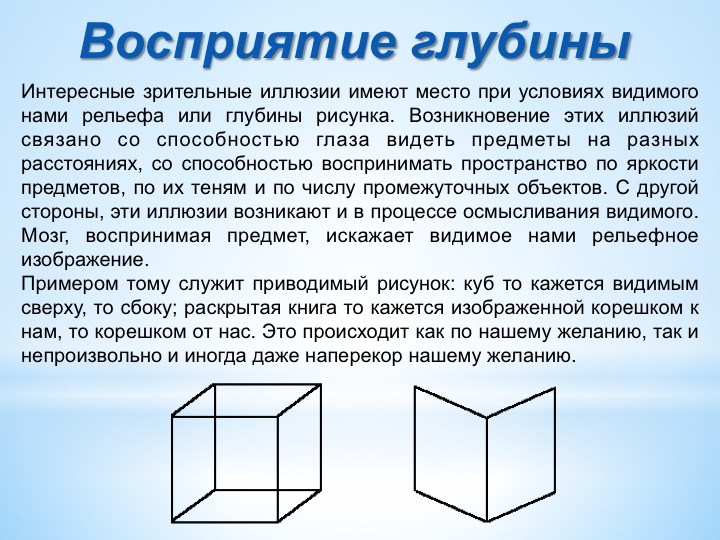 Восприятие глубины
Интересные зрительные иллюзии имеют место при условиях видимого
нами рельефа или глубины рисунка. Возникновение этих иллюзий
связано со способностью глаза видеть предметы на разных
расстояниях, со способностью воспринимать пространство по яркости
предметов, по их теням и по числу промежуточных объектов. С другой
стороны, эти иллюзии возникают и в процессе осмысливания видимого.
Мозг, воспринимая предмет, искажает видимое нами рельефное
изображение.
Примером тому служит приводимый рисунок: куб то кажется видимым
сверху, то сбоку; раскрытая книга то кажется изображенной корешком к
нам, то корешком от нас. Это происходит как по нашему желанию, так и
непроизвольно и иногда даже наперекор нашему желанию.